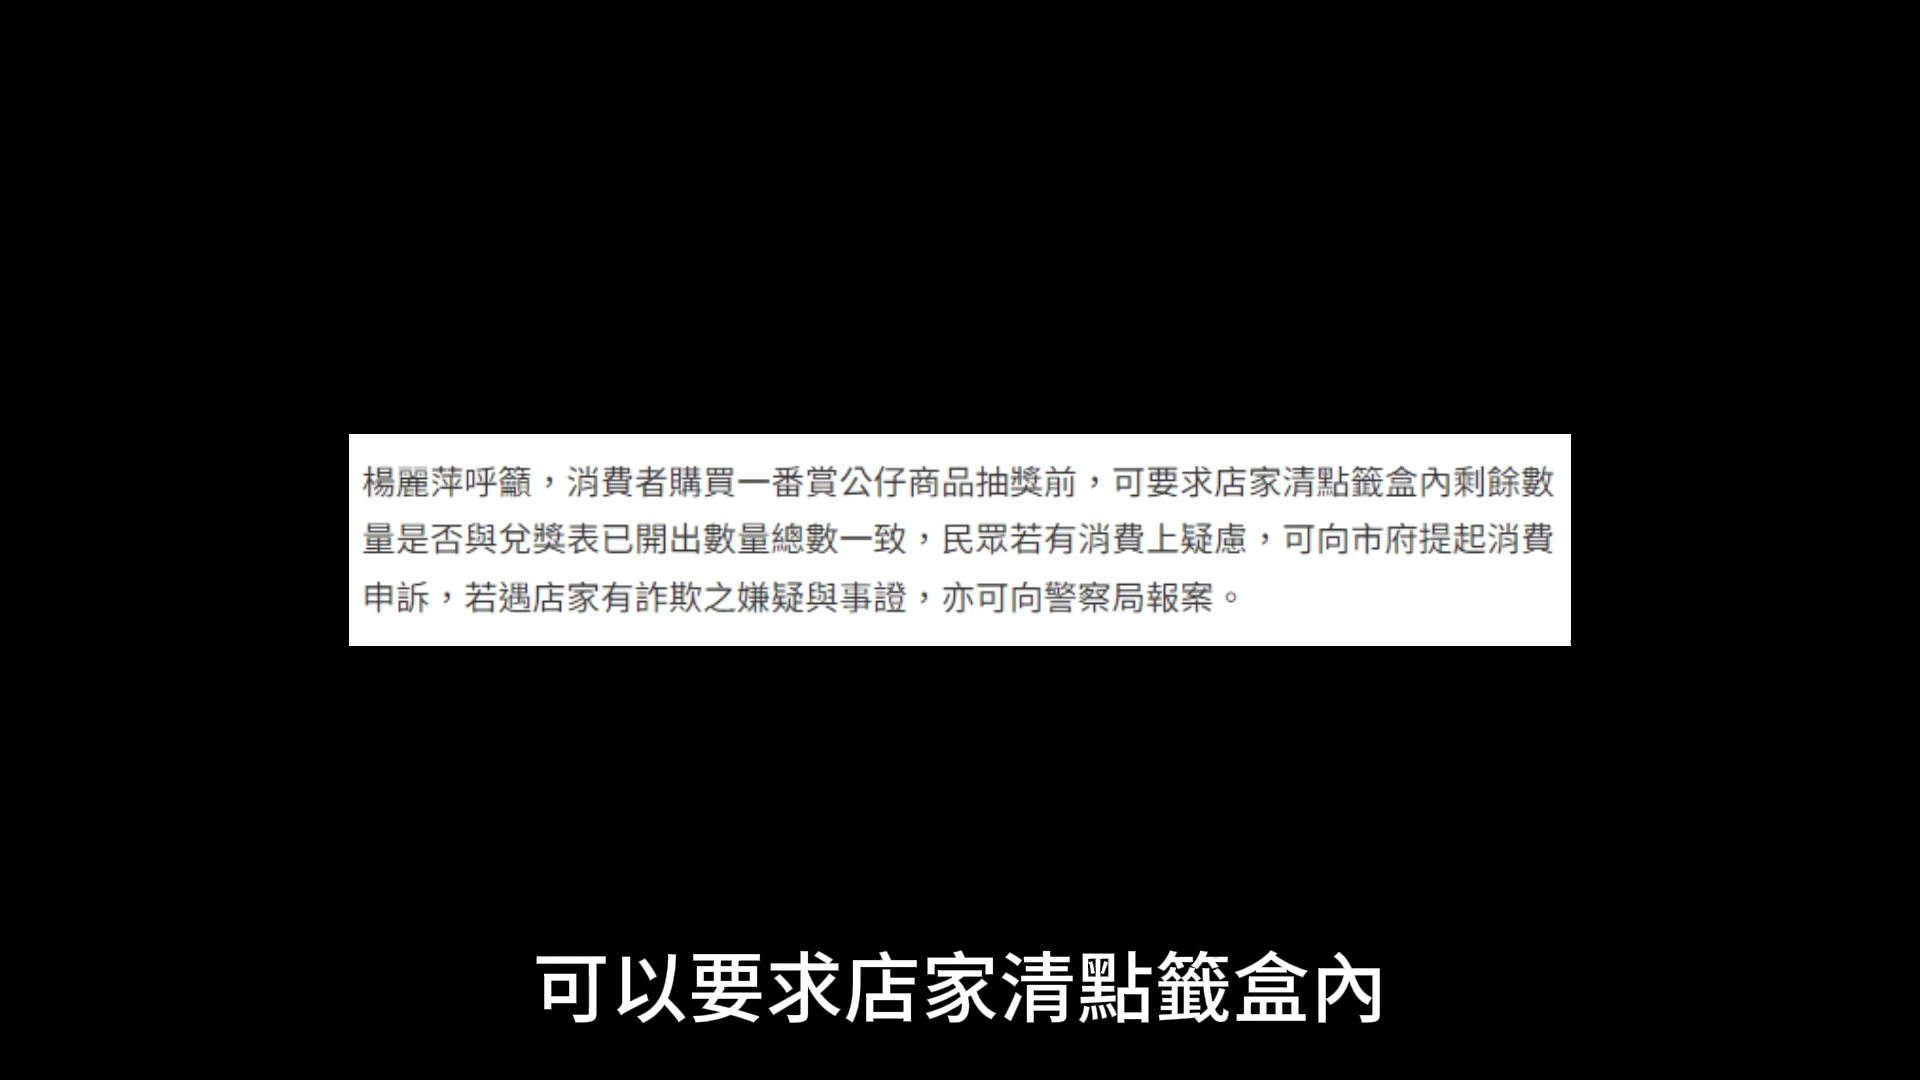 楊麗萍呼籲，消費者購買一番賞公仔商品抽獎前，可要求店家清點籤盒內剩餘數
量是否與兌獎表已開出數量總數一致，民眾若有消費上疑慮，可向市府提起消費
申訴，若遇店家有詐欺之嫌疑與事證，亦可向警察局報案。
可以要求店家清點籤盒內